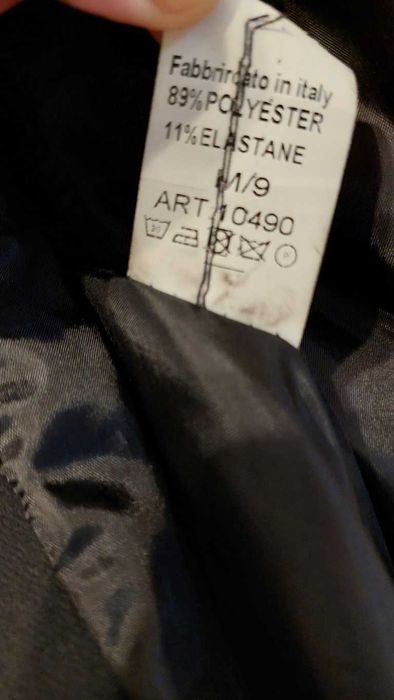 Fabbrircato in italy
89%POLYESTER
11%ELASTANE
M/9
ART.10490